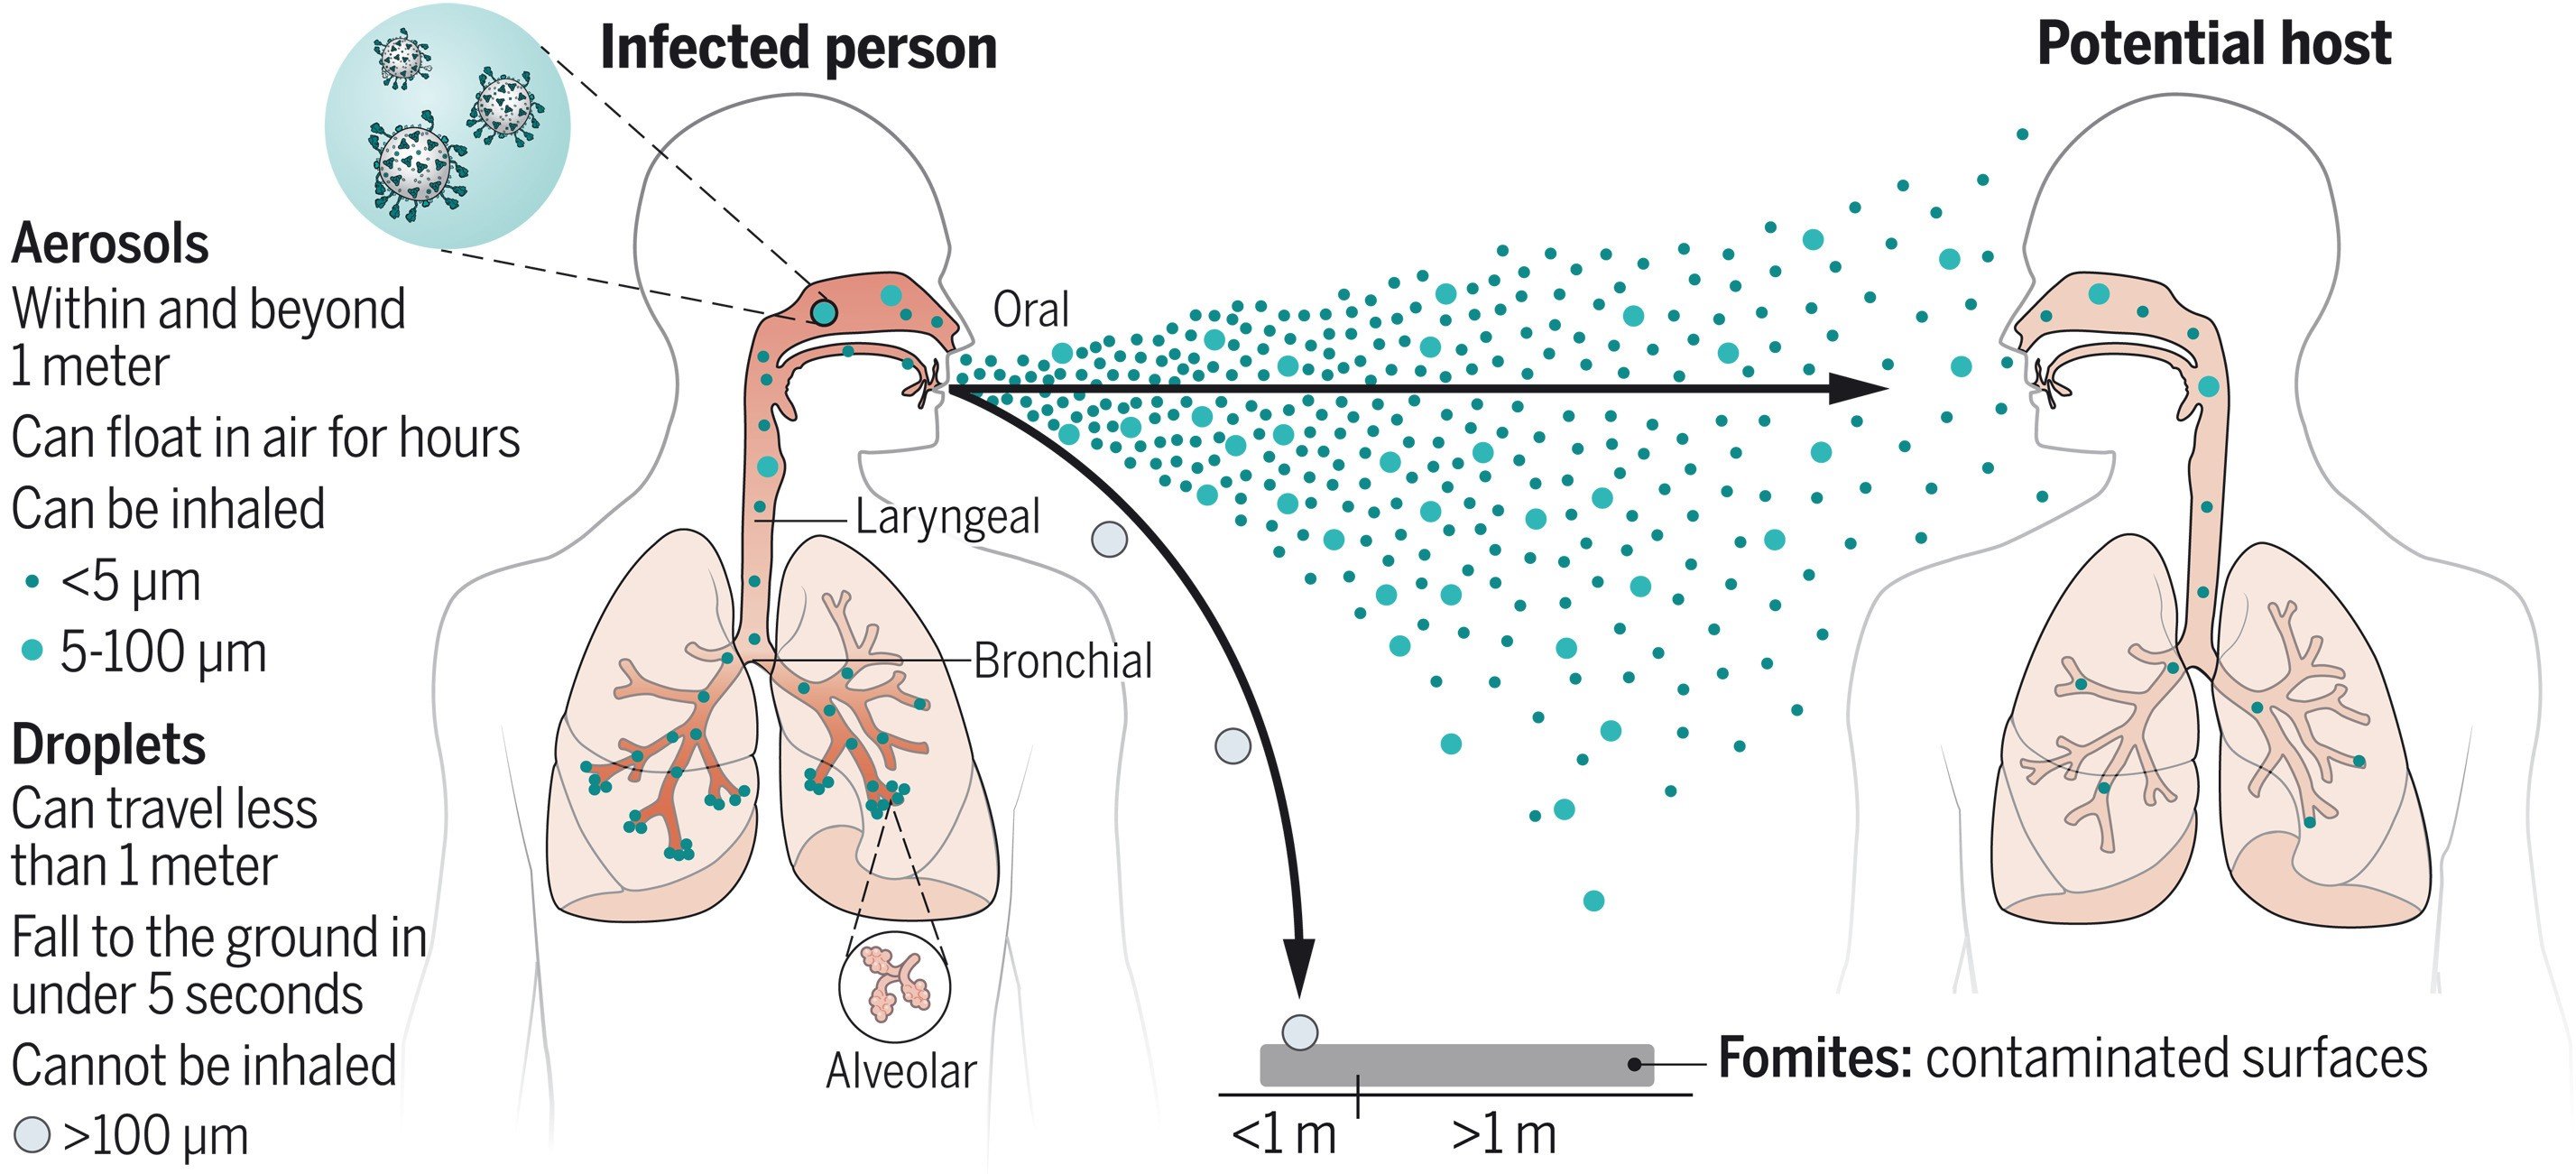 Infected person
Potential host
Aerosols
Within and beyond
1 meter
Can float in air for hours
Can be inhaled
<5 µm
5-100 µm
Droplets
Can travel less
than 1 meter
Fall to the ground in
under 5 seconds
Cannot be inhaled
>100 µm
Oral
Laryngeal
Bronchial
Alveolar
Fomites: contaminated surfaces
<1 m
>1 m